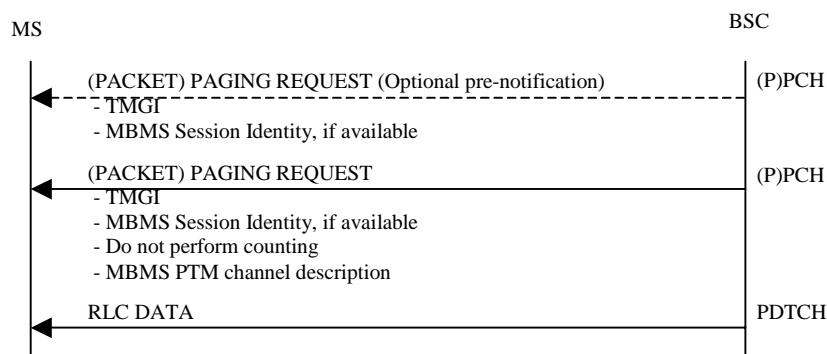 MS
BSC
(PACKET) PAGING REQUEST (Optional pre-notification)
(P)PCH
- TMGI
- MBMS Session Identity, if available
(PACKET) PAGING REQUEST
(P)PCH
- TMGI
- MBMS Session Identity, if available
- Do not perform counting
- MBMS PTM channel description
RLC DATA
PDTCH